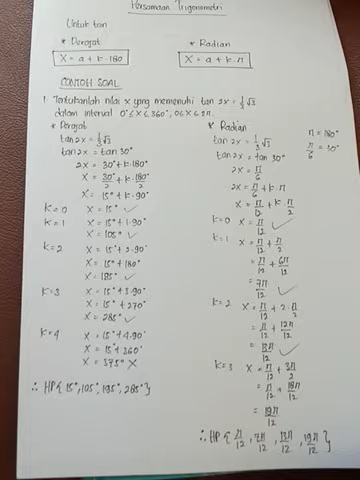 Persamaan Trigonometri
Untuk tan
* Derajat
X = a + k·180
* Radian
X = a + k·π
CONTOH SOAL
1. Tentukanlah nilai x yang memenuhi tan 2x = 1/3√3
dalam interval 0° ≤ x ≤ 360°, 0 ≤ x ≤ 2π.
* Derajat
tan 2x = 1/3√3
tan 2x = tan 30°
2x = 30° + k·180°
x = 30°/2 + k·180°/2
x = 15° + k·90°
k = 0 x = 15° ✓
k = 1 x = 15° + 1·90°
x = 105° ✓
k = 2 x = 15° + 2·90°
x = 15° + 180°
x = 195° ✓
k = 3 x = 15° + 3·90°
x = 15° + 270°
x = 285° ✓
k = 4 x = 15° + 4·90°
x = 15° + 360°
x = 375° X
∴ HP {15°, 105°, 195°, 285°}
* Radian
tan 2x = 1/3√3
tan 2x = tan 30°
2x = π/6
2x = π/6 + k·π
x = π/12 + k·π/2
k = 0 x = π/12 ✓
k = 1 x = π/12 + π/2
= π/12 + 6π/12
= 7π/12 ✓
k = 2 x = π/12 + 2·π/2
= π/12 + 12π/12
= 13π/12 ✓
k = 3 x = π/12 + 3π/2
= π/12 + 18π/12
= 19π/12
∴ HP {π/12, 7π/12, 13π/12, 19π/12}
π = 180°
π/6 = 30°